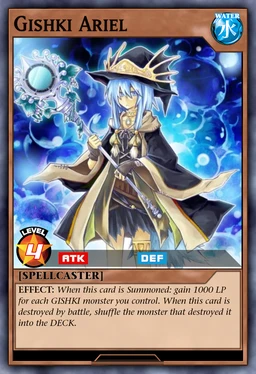 GISHKI ARIEL
WATER
水
LEVEL
4
ATK DEF
[SPELLCASTER]
EFFECT: When this card is Summoned: gain 1000 LP
for each GISHKI monster you control. When this card is
destroyed by battle, shuffle the monster that destroyed it
into the DECK.